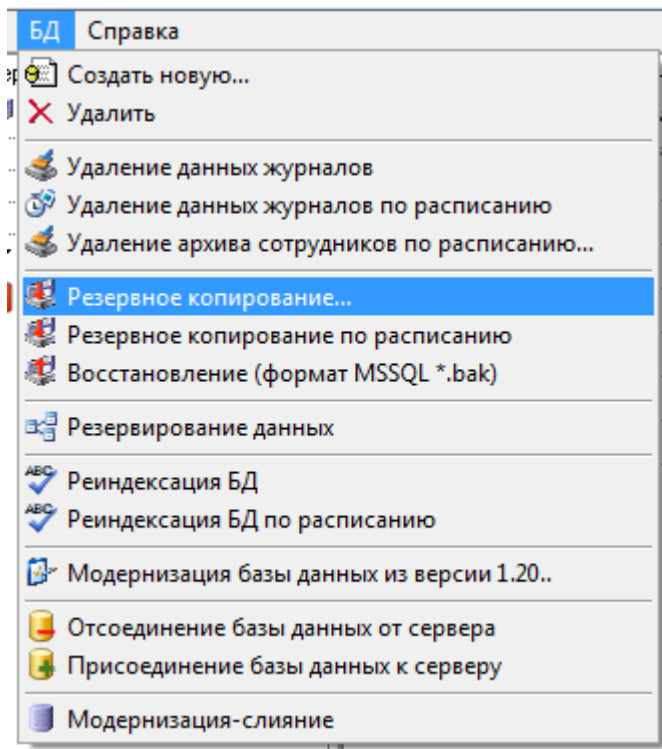 БД Справка
Создать новую...
Удалить
Удаление данных журналов
Удаление данных журналов по расписанию
Удаление архива сотрудников по расписанию...
Резервное копирование...
Резервное копирование по расписанию
Восстановление (формат MSSQL *.bak)
Резервирование данных
Реиндексация БД
Реиндексация БД по расписанию
Модернизация базы данных из версии 1.20..
Отсоединение базы данных от сервера
Присоединение базы данных к серверу
Модернизация-слияние